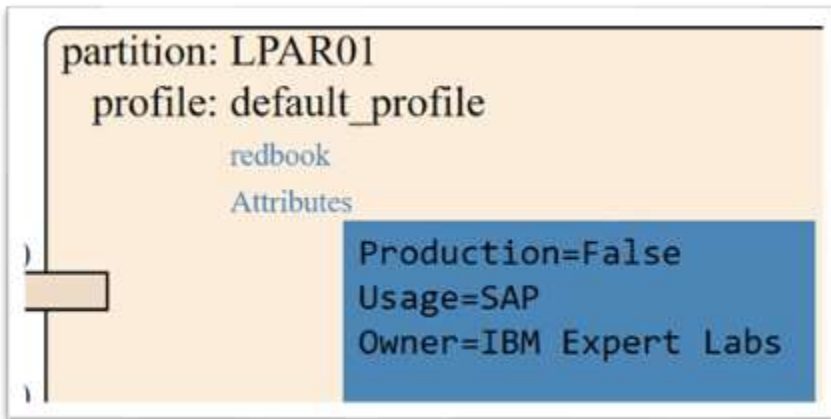 partition: LPAR01
profile: default_profile
redbook
Attributes
Production=False
Usage=SAP
Owner=IBM Expert Labs
)
)